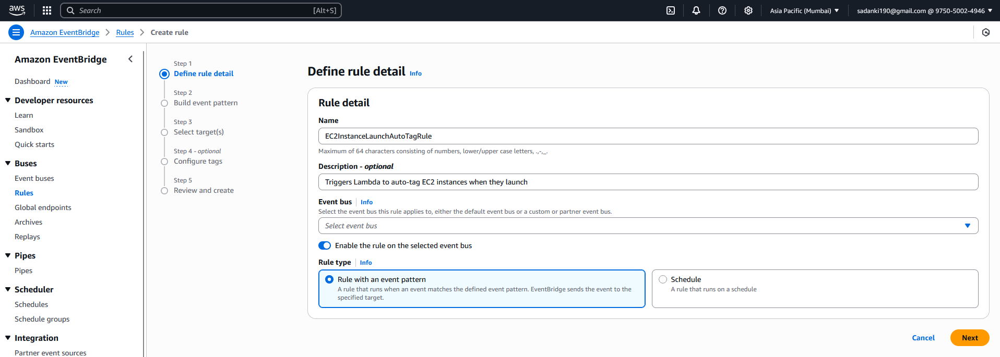 aws
Search
[Alt+S]
Asia Pacific (Mumbai)
sadanki190@gmail.com @ 9750-5002-4946
Amazon EventBridge
Rules
Create rule
Amazon EventBridge
Dashboard New
Developer resources
Learn
Sandbox
Quick starts
Buses
Event buses
Rules
Global endpoints
Archives
Replays
Pipes
Pipes
Scheduler
Schedules
Schedule groups
Integration
Partner event sources
Step 1
Define rule detail
Step 2
Build event pattern
Step 3
Select target(s)
Step 4 - optional
Configure tags
Step 5
Review and create
Define rule detail Info
Rule detail
Name
EC2InstanceLaunchAutoTagRule
Maximum of 64 characters consisting of numbers, lower/upper case letters, .,-,_.
Description - optional
Triggers Lambda to auto-tag EC2 instances when they launch
Event bus Info
Select the event bus this rule applies to, either the default event bus or a custom or partner event bus.
Select event bus
Enable the rule on the selected event bus
Rule type Info
Rule with an event pattern
A rule that runs when an event matches the defined event pattern. EventBridge sends the event to the
specified target.
Schedule
A rule that runs on a schedule
Cancel
Next